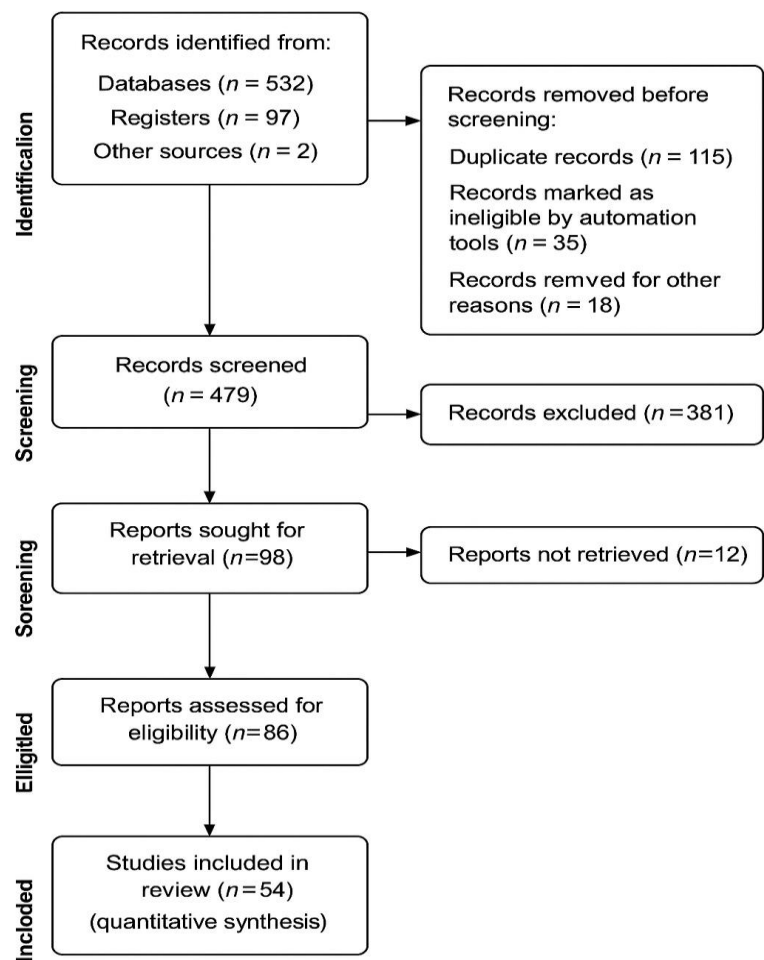 Identificalion
Records identified from:
Databases (n = 532)
Registers (n = 97)
Other sources (n = 2)
Records removed before
screening:
Duplicate records (n = 115)
Records marked as
ineligible by automation
tools (n = 35)
Records remved for other
reasons (n = 18)
Screening
Records screened
(n = 479)
Records excluded (n=381)
Soreening
Reports sought for
retrieval (n=98)
Reports not retrieved (n=12)
Elligitled
Reports assessed for
eligibility (n=86)
Included
Studies included in
review (n=54)
(quantitative synthesis)